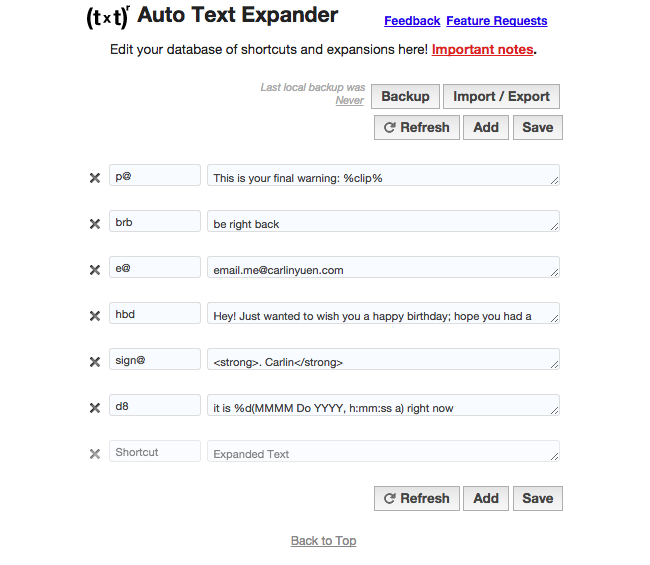 (txt)r Auto Text Expander
Feedback Feature Requests
Edit your database of shortcuts and expansions here! Important notes.
Last local backup was
Never
Backup Import / Export
Refresh Add Save
p@ This is your final warning: %clip%
brb be right back
e@ email.me@carlinyuen.com
hbd Hey! Just wanted to wish you a happy birthday; hope you had a
sign@ <strong>. Carlin</strong>
d8 it is %d(MMMM Do YYYY, h:mm:ss a) right now
Shortcut Expanded Text
Refresh Add Save
Back to Top